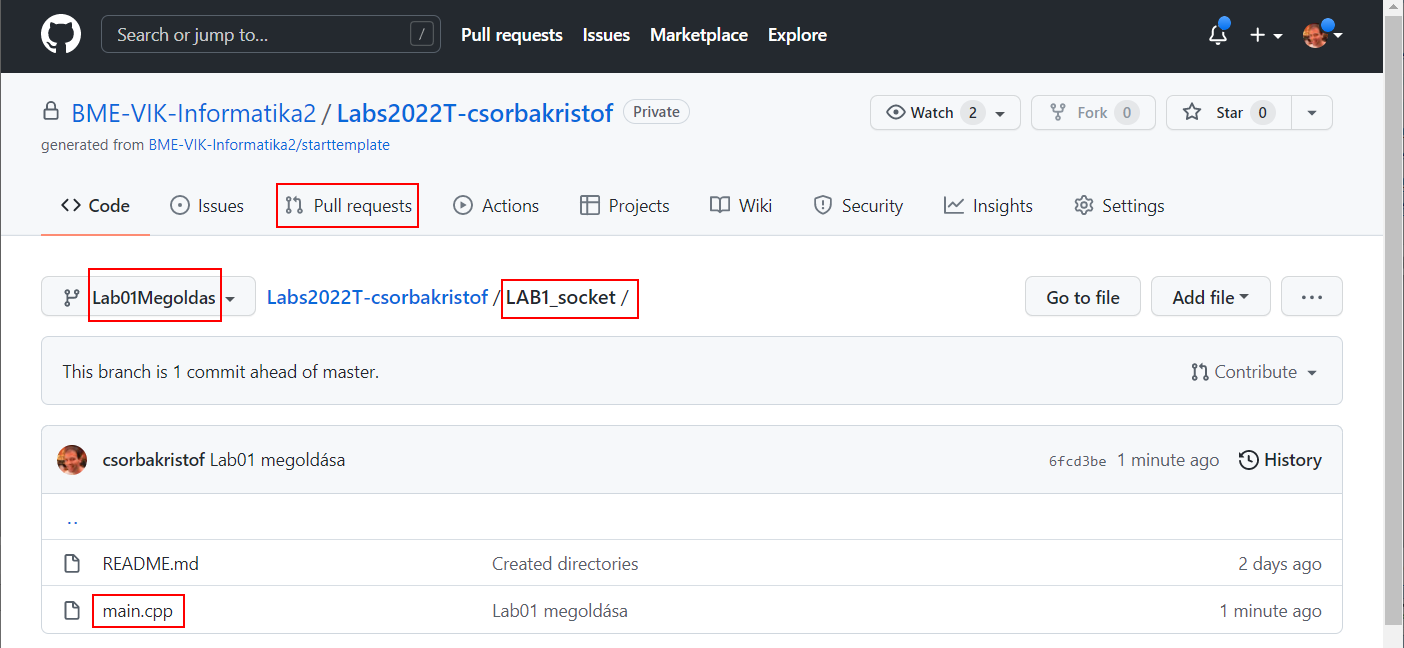 Search or jump to... / Pull requests Issues Marketplace Explore
BME-VIK-Informatika2 / Labs2022T-csorbakristof Private Watch 2 Fork 0 Star 0
generated from BME-VIK-Informatika2/starttemplate
Code Issues Pull requests Actions Projects Wiki Security Insights Settings
Lab01Megoldas Labs2022T-csorbakristof / LAB1_socket / Go to file Add file ...
This branch is 1 commit ahead of master. Contribute
csorbakristof Lab01 megoldása 6fcd3be 1 minute ago History
..
README.md Created directories 2 days ago
main.cpp Lab01 megoldása 1 minute ago